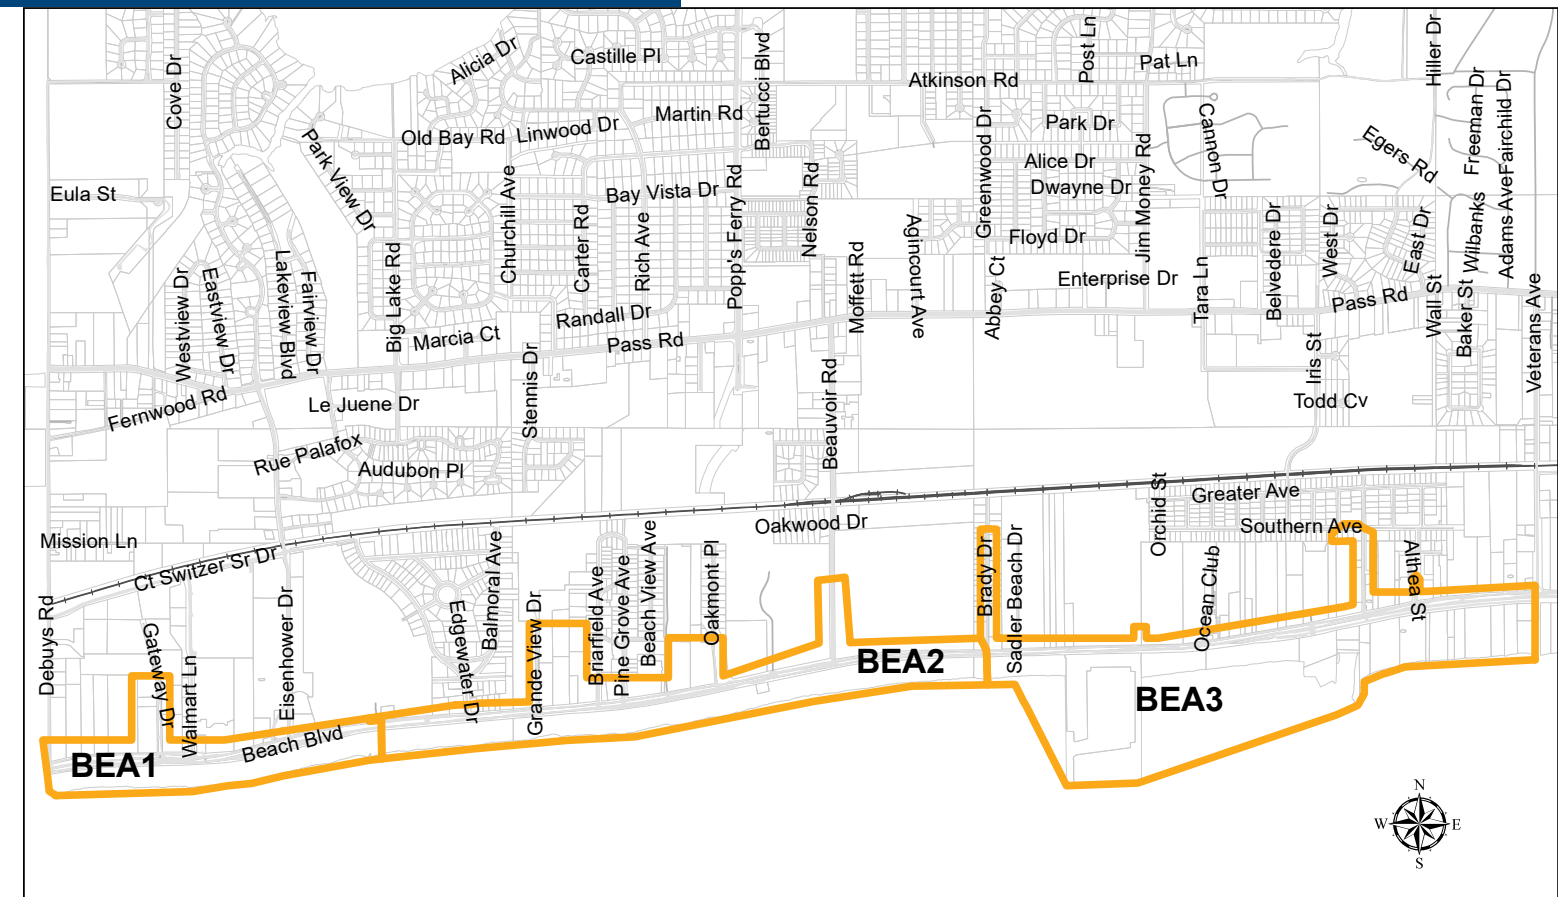 Cove Dr
Alicia Dr
Castille Pl
Bertucci Blvd
Post Ln
Pat Ln
Hiller Dr
Atkinson Rd
Martin Rd
Old Bay Rd
Linwood Dr
Park View Dr
Greenwood Dr
Park Dr
Alice Dr
Dwayne Dr
Jim Money Rd
Cannon Dr
Egers Rd
Freeman Dr
Fairchild Dr
Eula St
Churchill Ave
Bay Vista Dr
Carter Rd
Rich Ave
Popp's Ferry Rd
Nelson Rd
Moffett Rd
Agincourt Ave
Floyd Dr
Abbey Ct
Enterprise Dr
Tara Ln
Belvedere Dr
West Dr
East Dr
Wilbanks
Adams Ave
Westview Dr
Eastview Dr
Lakeview Blvd
Fairview Dr
Big Lake Rd
Marcia Ct
Randall Dr
Pass Rd
Pass Rd
Wall St
Baker St
Veterans Ave
Iris St
Todd Cv
Fernwood Rd
Le Juene Dr
Stennis Dr
Beauvoir Rd
Rue Palafox
Audubon Pl
Orchid St
Greater Ave
Southern Ave
Oakwood Dr
Mission Ln
Ct Switzer Sr Dr
Debuys Rd
Gateway Dr
Walmart Ln
Eisenhower Dr
Edgewater Dr
Balmoral Ave
Grande View Dr
Briarfield Ave
Pine Grove Ave
Beach View Ave
Oakmont Pl
Brady Dr
Sadler Beach Dr
Ocean Club
Althea St
Beach Blvd
BEA1
BEA2
BEA3
N
W
E
S